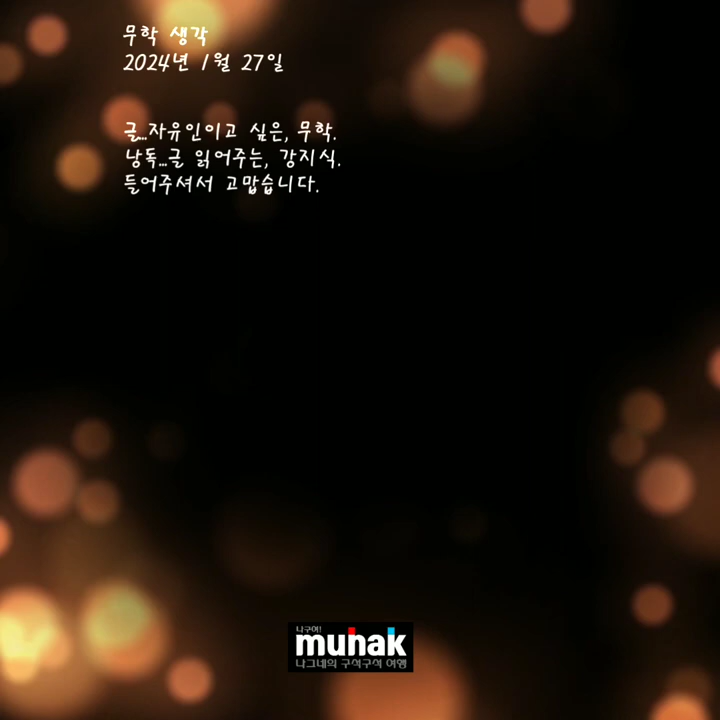 무학 생각
2024년 1월 27일
글...자유인이고 싶은, 무학.
낭독...글 읽어주는, 강지식.
들어주셔서 고맙습니다.
나구여!
munak
나그네의 구석구석 여행